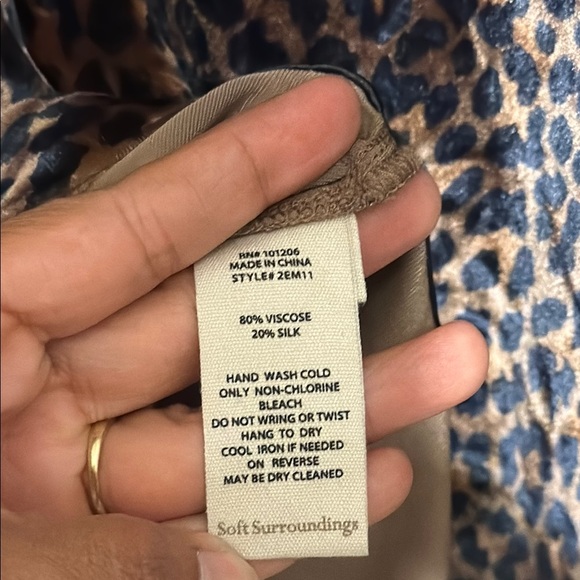 RN# 101206
MADE IN CHINA
STYLE# 2EM11
80% VISCOSE
20% SILK
HAND WASH COLD
ONLY NON-CHLORINE
BLEACH
DO NOT WRING OR TWIST
HANG TO DRY
COOL IRON IF NEEDED
ON REVERSE
MAY BE DRY CLEANED
Soft Surroundings